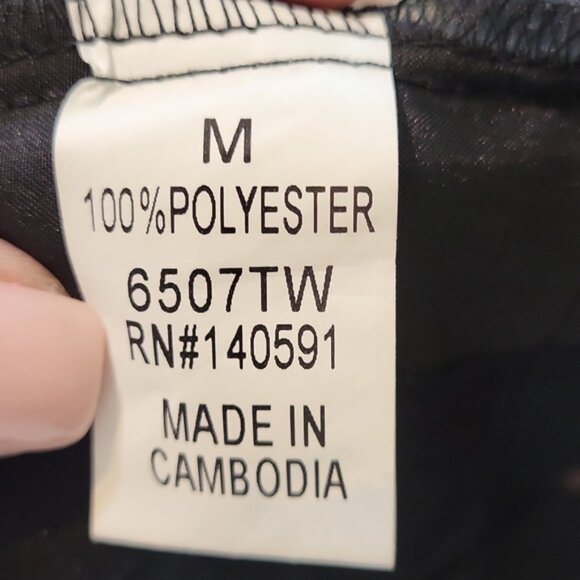 M
100%POLYESTER
6507TW
RN#140591
MADE IN
CAMBODIA